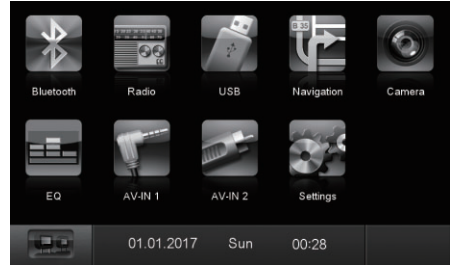 B 35
Bluetooth Radio USB Navigation Camera
EQ AV-IN 1 AV-IN 2 Settings
01.01.2017 Sun 00:28